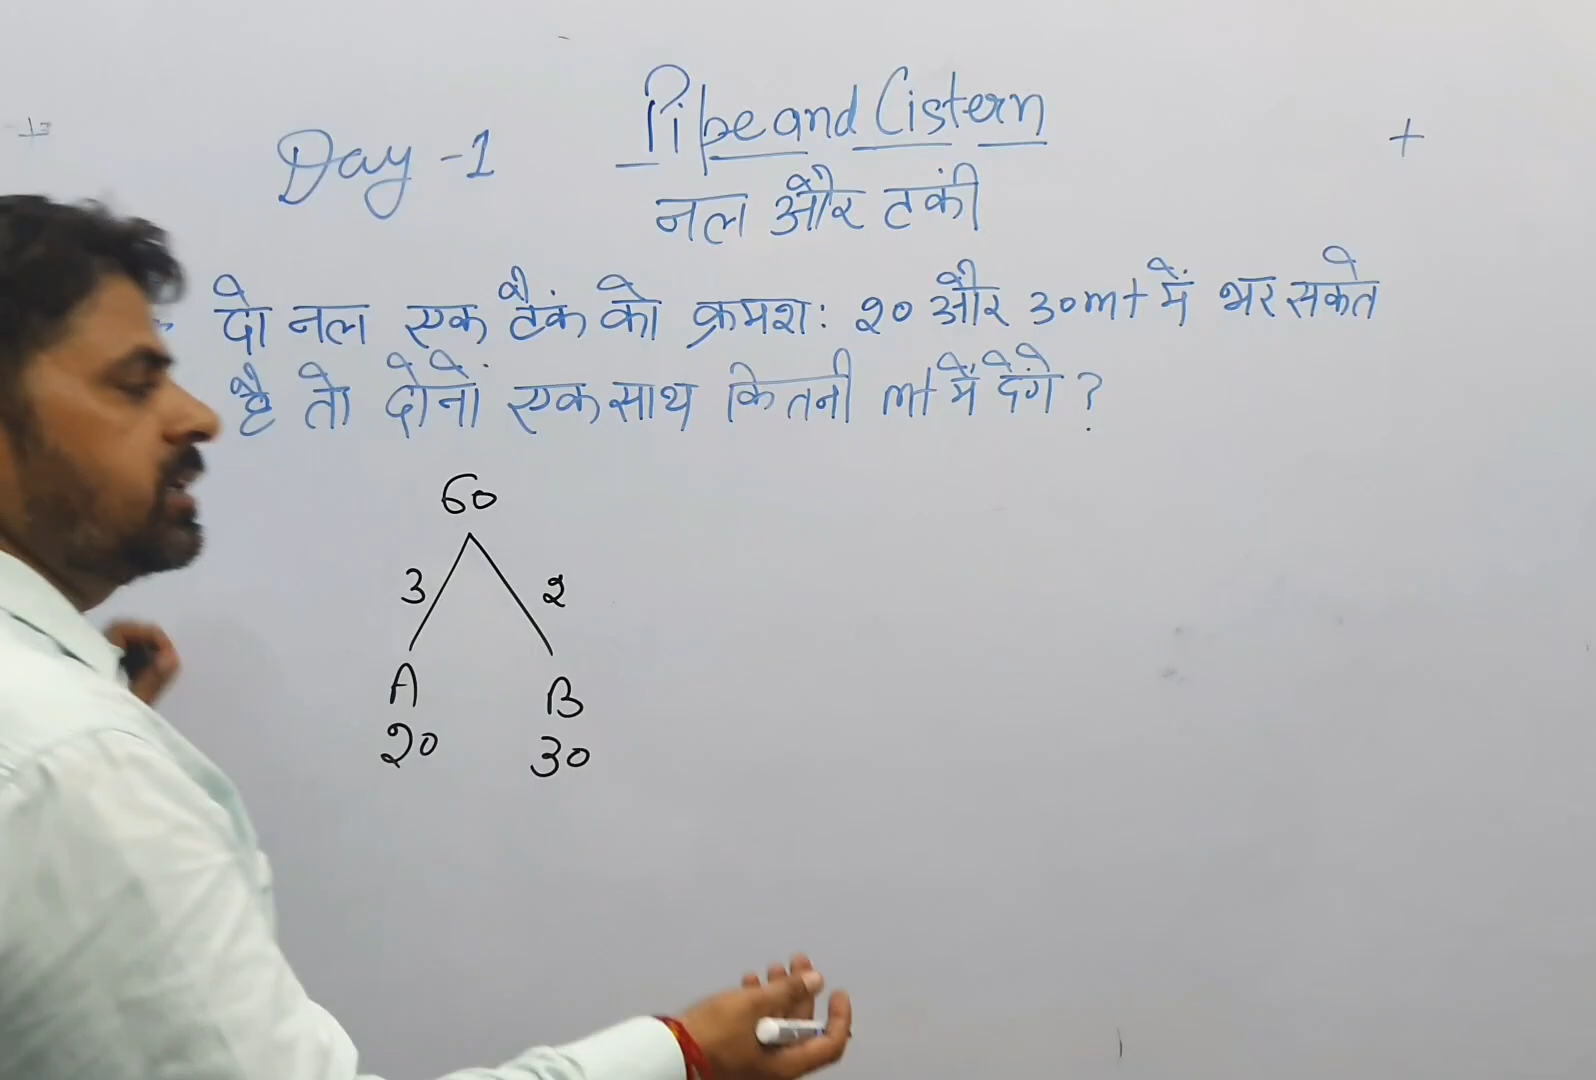 Day-1 Pipe and Cistern
नल और टकी
दो नल एक टैंक को क्रमशः 20 और 30 mt में भर सकते
है तो दोनों एक साथ कितनी mt में देंगे ?
60
3 2
A B
20 30